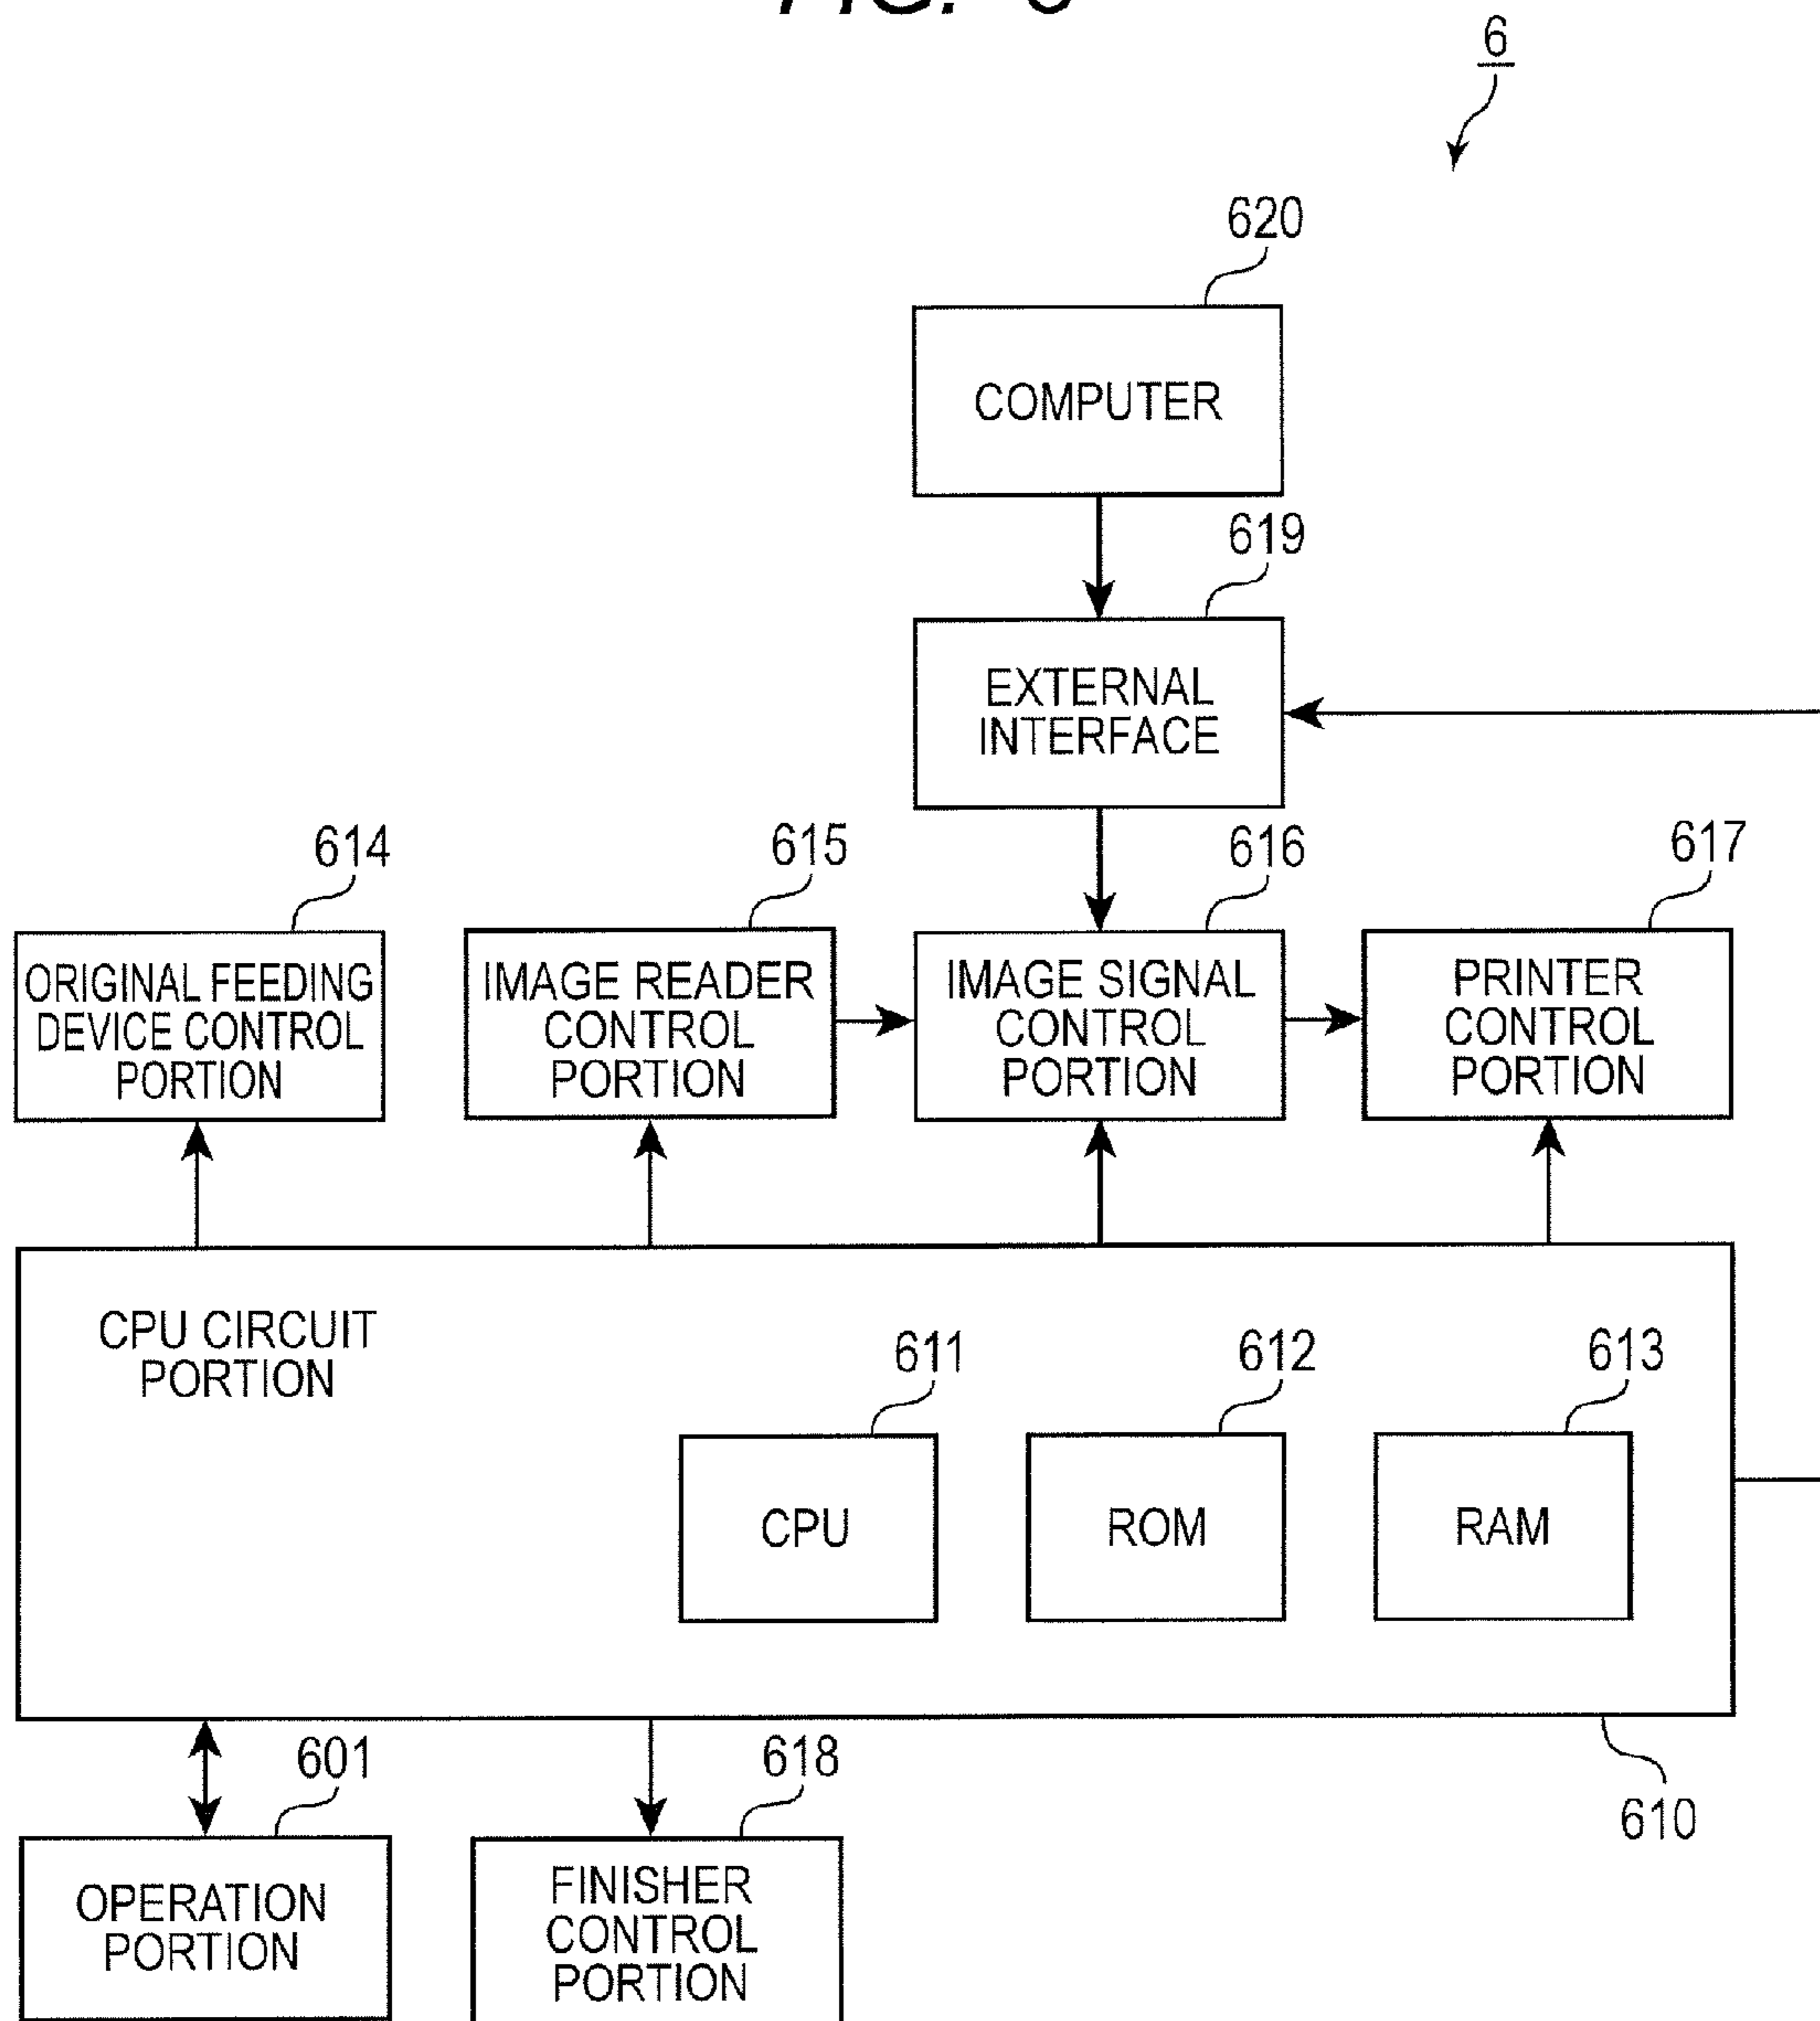 FIG.
6
620
COMPUTER
619
EXTERNAL
INTERFACE
614
615
616
617
ORIGINAL FEEDING
DEVICE CONTROL
PORTION
IMAGE READER
CONTROL
PORTION
IMAGE SIGNAL
CONTROL
PORTION
PRINTER
CONTROL
PORTION
CPU CIRCUIT
PORTION
611
612
613
CPU
ROM
RAM
601
618
610
OPERATION
PORTION
FINISHER
CONTROL
PORTION